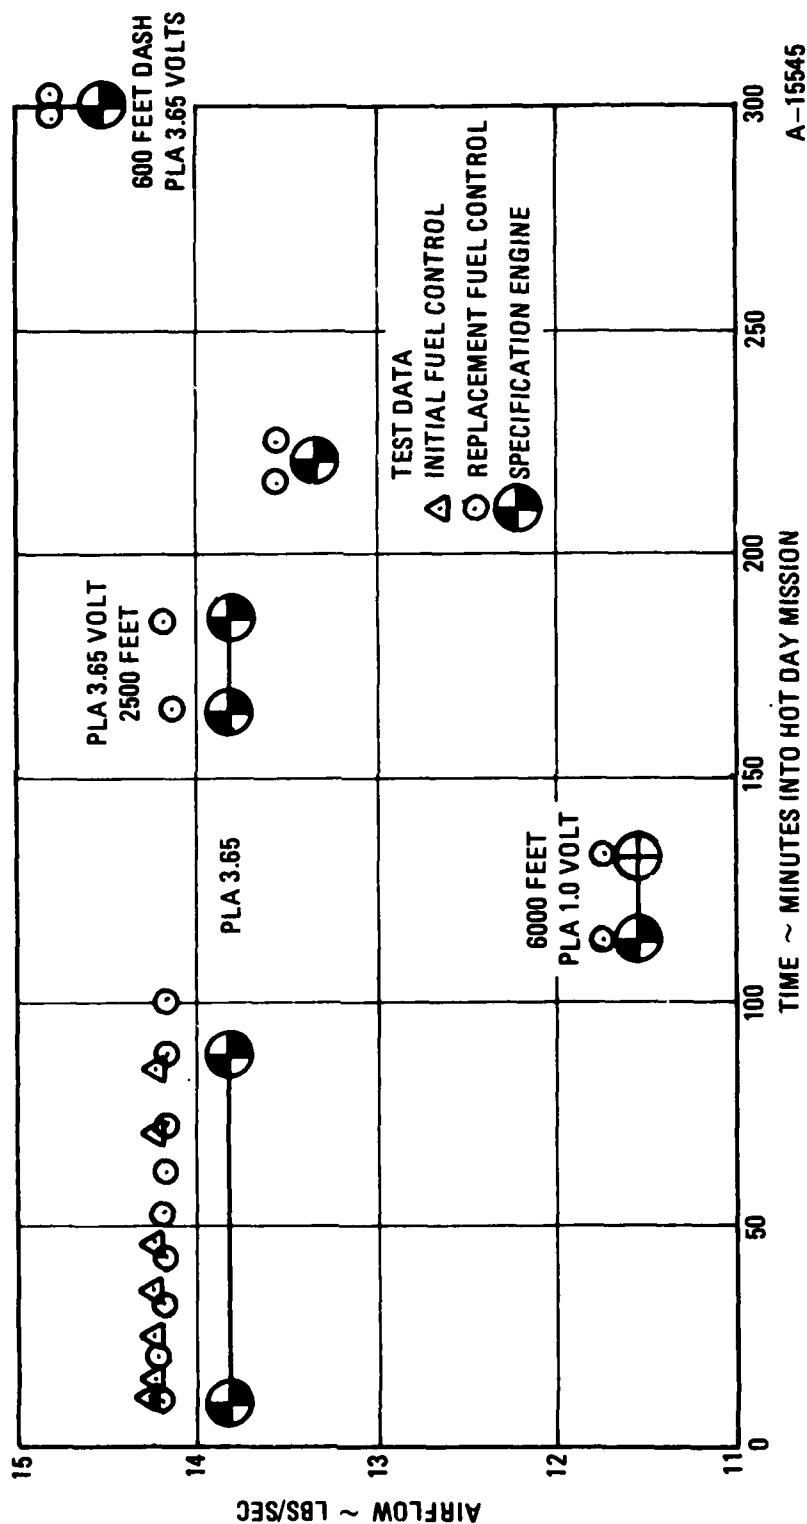 15
14
13
12
11
AIRFLOW ~ LBS/SEC
600 FEET DASH
PLA 3.65 VOLTS
PLA 3.65 VOLT
2500 FEET
PLA 3.65
6000 FEET
PLA 1.0 VOLT
TEST DATA
INITIAL FUEL CONTROL
REPLACEMENT FUEL CONTROL
SPECIFICATION ENGINE
0
50
100
150
200
250
300
TIME ~ MINUTES INTO HOT DAY MISSION
A-15545